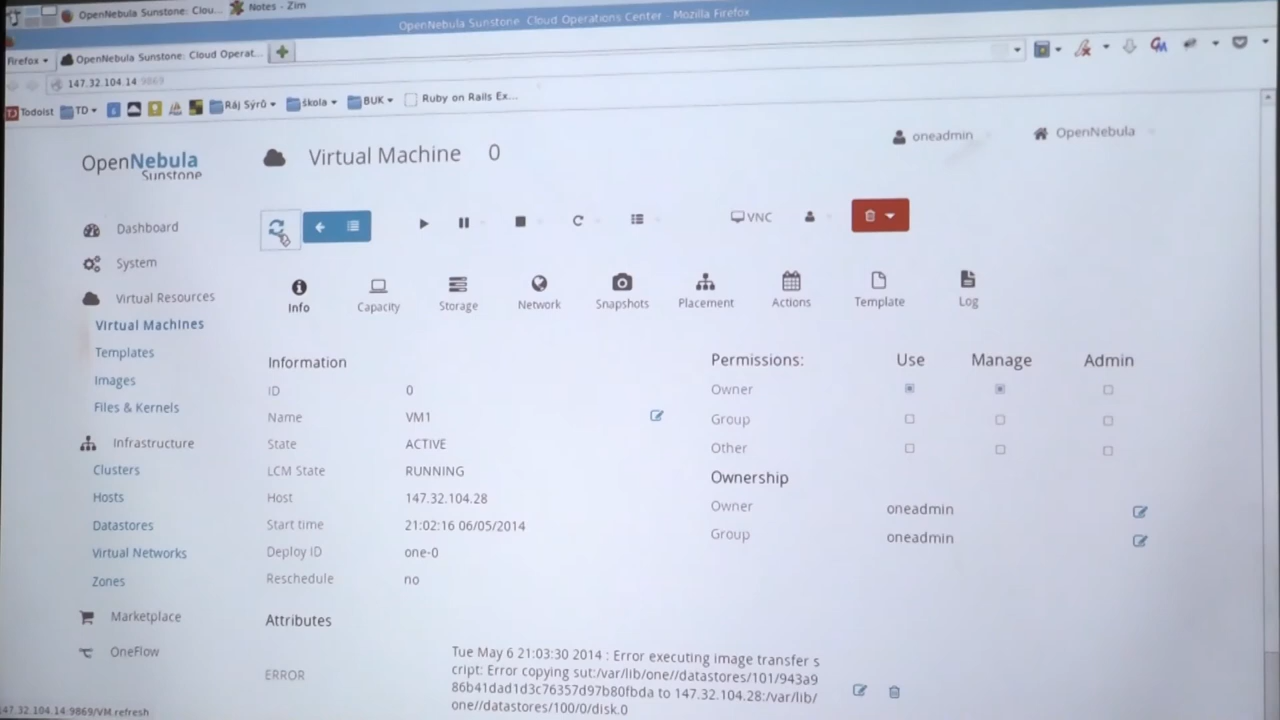 OpenNebula Sunstone: Clou...
Notes - Zim
OpenNebula Sunstone: Cloud Operations Center - Mozilla Firefox
Firefox
OpenNebula Sunstone: Cloud Operat...
147.32.104.14:9869
Todoist
TD
Ráj Sýrů
škola
BUK
Ruby on Rails Ex...
OpenNebula
Sunstone
Virtual Machine 0
oneadmin
OpenNebula
VNC
Dashboard
System
Virtual Resources
Virtual Machines
Templates
Images
Files & Kernels
Infrastructure
Clusters
Hosts
Datastores
Virtual Networks
Zones
Marketplace
OneFlow
Info
Capacity
Storage
Network
Snapshots
Placement
Actions
Template
Log
Information
ID 0
Name VM1
State ACTIVE
LCM State RUNNING
Host 147.32.104.28
Start time 21:02:16 06/05/2014
Deploy ID one-0
Reschedule no
Permissions: Use Manage Admin
Owner
Group
Other
Ownership
Owner oneadmin
Group oneadmin
Attributes
ERROR
Tue May 6 21:03:30 2014 : Error executing image transfer s
cript: Error copying sut:/var/lib/one//datastores/101/943a9
86b41dad1d3c76357d97b80fbda to 147.32.104.28:/var/lib/
one//datastores/100/0/disk.0
147.32.104.14:9869/VM.refresh